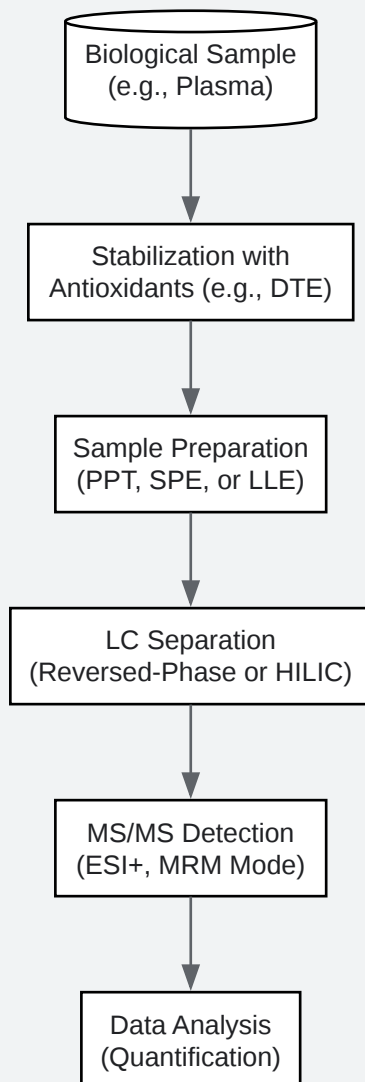 Biological Sample
(e.g., Plasma)
Stabilization with
Antioxidants (e.g., DTE)
Sample Preparation
(PPT, SPE, or LLE)
LC Separation
(Reversed-Phase or HILIC)
MS/MS Detection
(ESI+, MRM Mode)
Data Analysis
(Quantification)